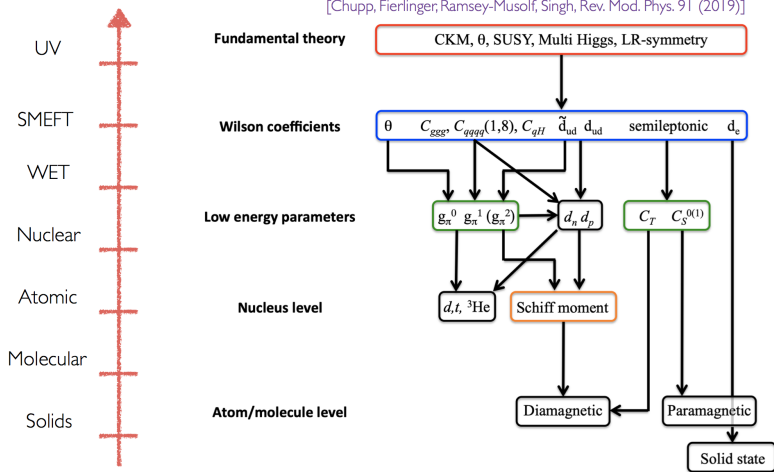 [Chupp, Fierlinger, Ramsey-Musolf, Singh, Rev. Mod. Phys. 91 (2019)]
UV
Fundamental theory
CKM, θ, SUSY, Multi Higgs, LR-symmetry
SMEFT
Wilson coefficients
θ C_ggg, C_qqqq(1,8), C_qH d̃_ud d_ud semileptonic d_e
WET
Low energy parameters
g_π^0 g_π^1 (g_π^2)
d_n d_p
C_T C_S^0(1)
Nuclear
Atomic
Nucleus level
d,t, ³He
Schiff moment
Molecular
Solids
Atom/molecule level
Diamagnetic
Paramagnetic
Solid state